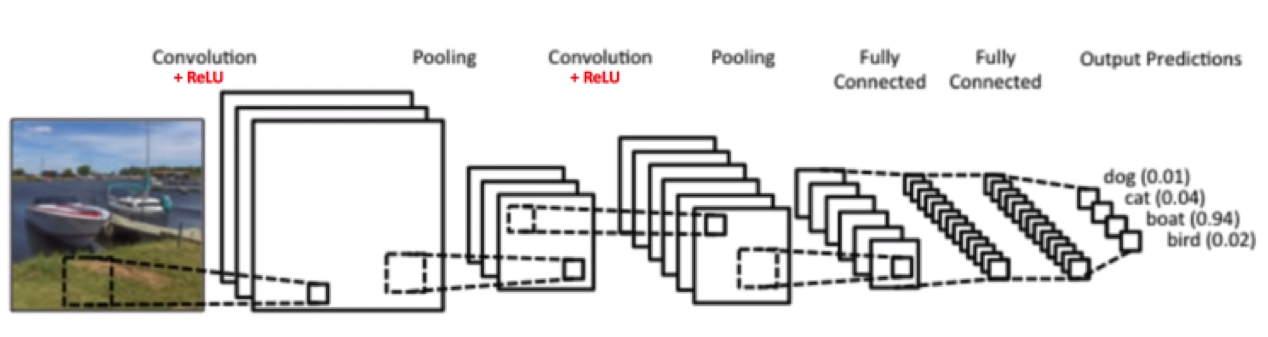 Convolution
+ ReLU
Pooling
Convolution
+ ReLU
Pooling
Fully
Connected
Fully
Connected
Output Predictions
dog (0.01)
cat (0.04)
boat (0.94)
bird (0.02)